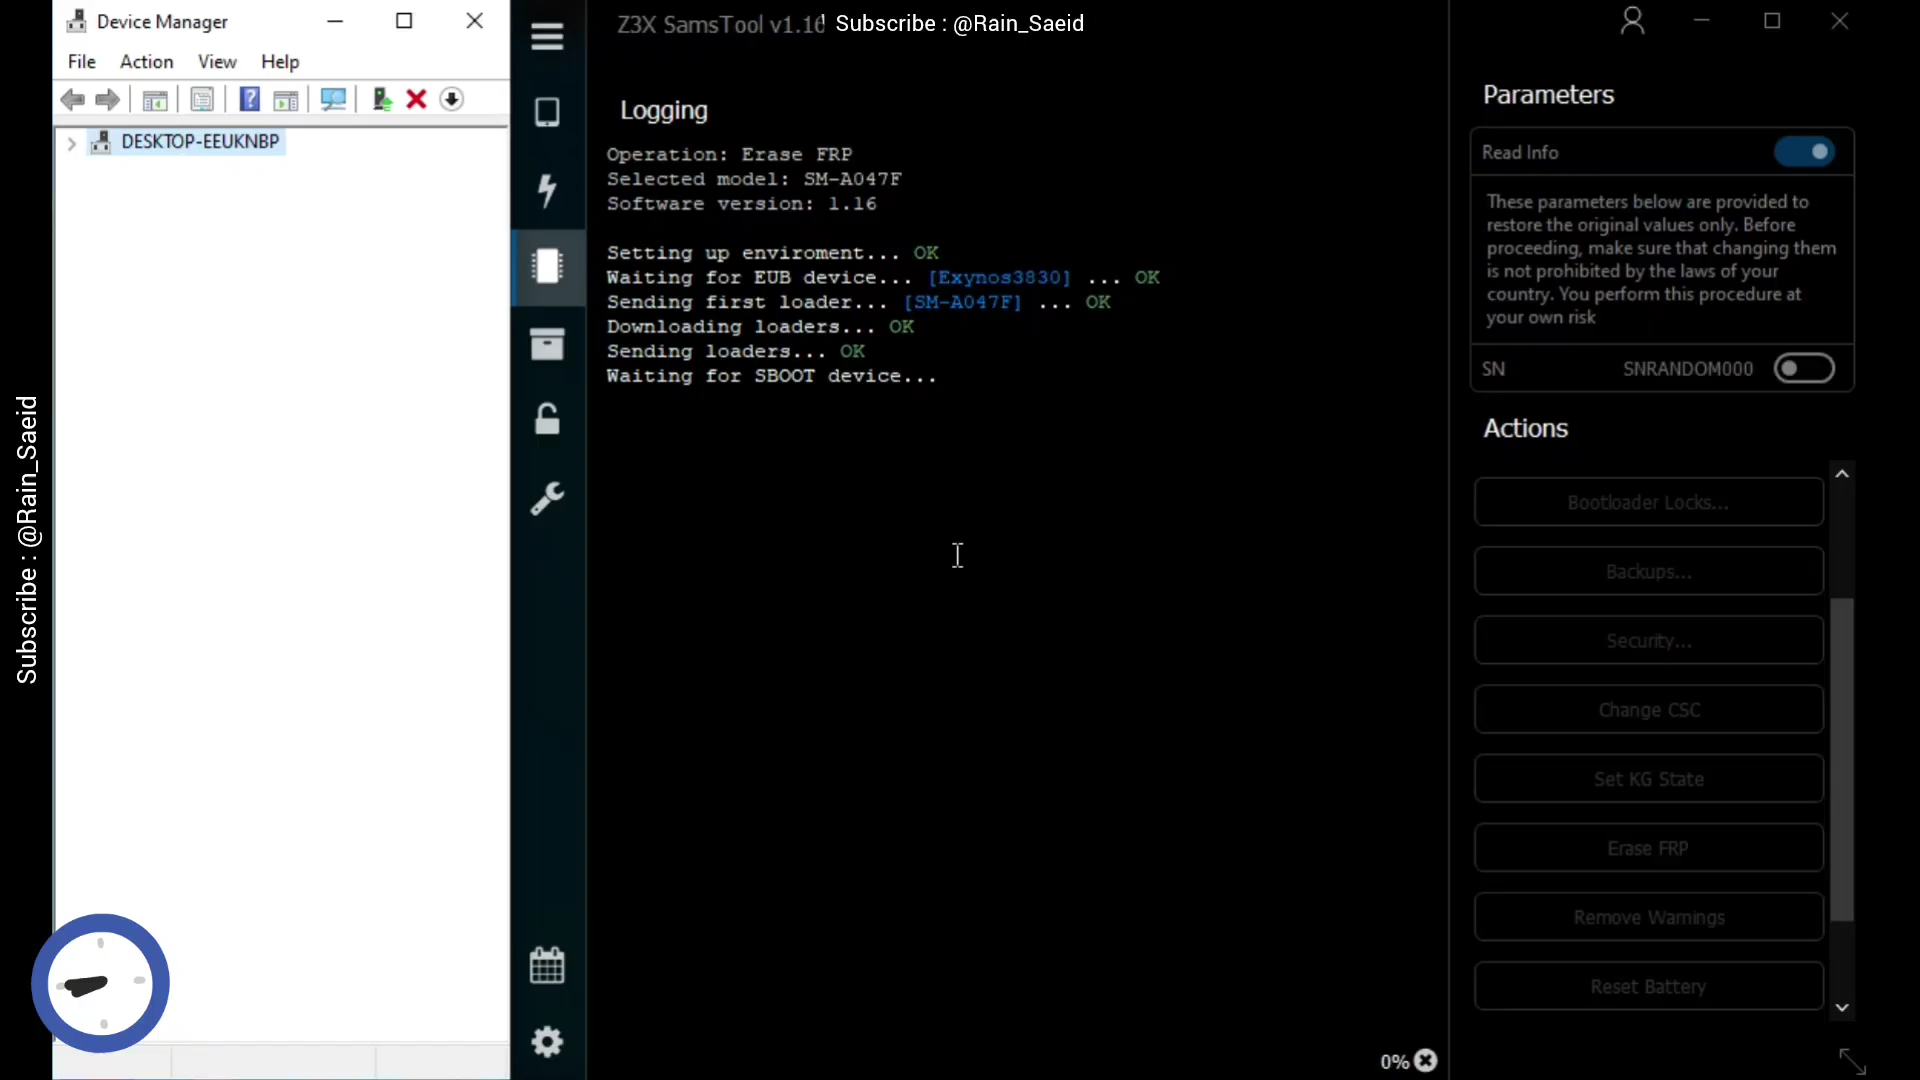 Device Manager
File Action View Help
DESKTOP-EEUKNBP
Subscribe : @Rain_Saeid
Z3X SamsTool v1.16
Subscribe : @Rain_Saeid
Logging
Operation: Erase FRP
Selected model: SM-A047F
Software version: 1.16
Setting up enviroment... OK
Waiting for EUB device... [Exynos3830] ... OK
Sending first loader... [SM-A047F] ... OK
Downloading loaders... OK
Sending loaders... OK
Waiting for SBOOT device...
0%
Parameters
Read Info
These parameters below are provided to
restore the original values only. Before
proceeding, make sure that changing them
is not prohibited by the laws of your
country. You perform this procedure at
your own risk
SN SNRANDOM000
Actions
Bootloader Locks...
Backups...
Security...
Change CSC
Set KG State
Erase FRP
Remove Warnings
Reset Battery